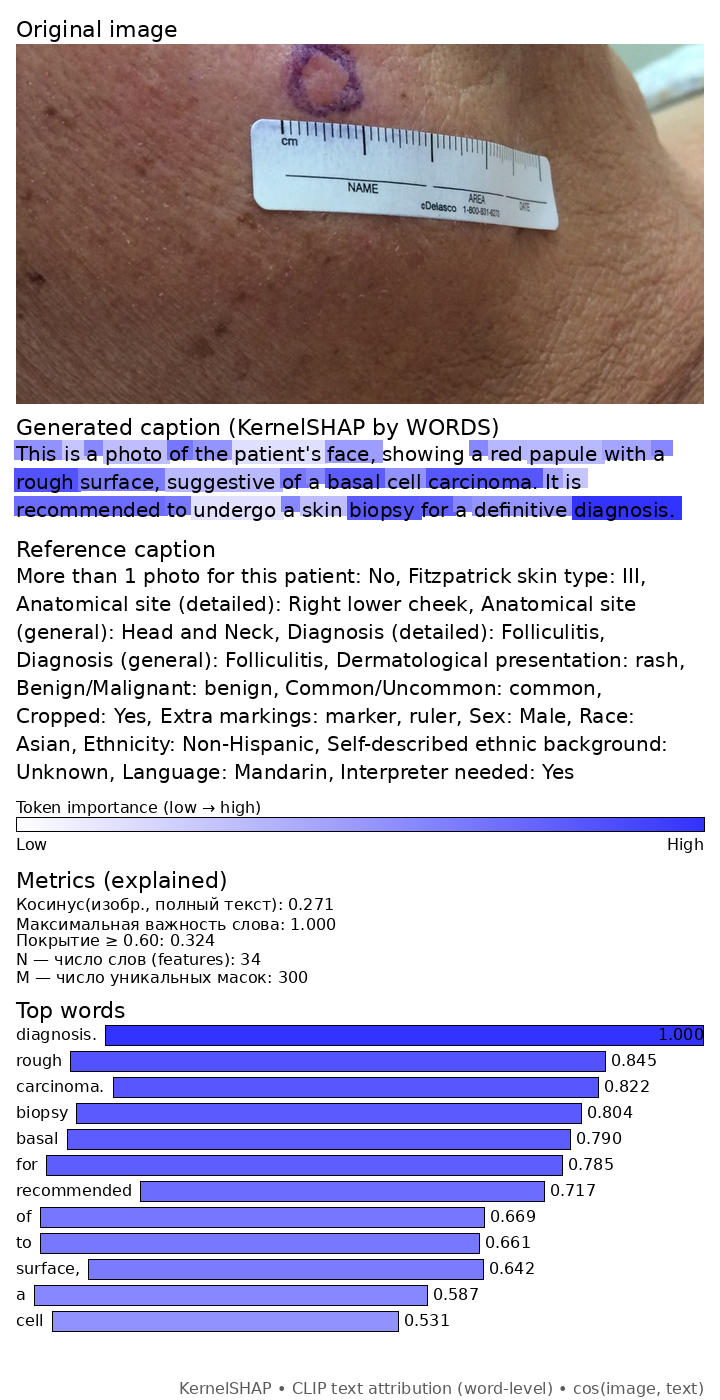 Original image
cm
NAME
AREA
DATE
©Delasco 1-800-831-6273
Generated caption (KernelSHAP by WORDS)
This is a photo of the patient's face, showing a red papule with a
rough surface, suggestive of a basal cell carcinoma. It is
recommended to undergo a skin biopsy for a definitive diagnosis.
Reference caption
More than 1 photo for this patient: No, Fitzpatrick skin type: III,
Anatomical site (detailed): Right lower cheek, Anatomical site
(general): Head and Neck, Diagnosis (detailed): Folliculitis,
Diagnosis (general): Folliculitis, Dermatological presentation: rash,
Benign/Malignant: benign, Common/Uncommon: common,
Cropped: Yes, Extra markings: marker, ruler, Sex: Male, Race:
Asian, Ethnicity: Non-Hispanic, Self-described ethnic background:
Unknown, Language: Mandarin, Interpreter needed: Yes
Token importance (low → high)
Low High
Metrics (explained)
Косинус(изобр., полный текст): 0.271
Максимальная важность слова: 1.000
Покрытие ≥ 0.60: 0.324
N — число слов (features): 34
M — число уникальных масок: 300
Top words
diagnosis. 1.000
rough 0.845
carcinoma. 0.822
biopsy 0.804
basal 0.790
for 0.785
recommended 0.717
of 0.669
to 0.661
surface, 0.642
a 0.587
cell 0.531
KernelSHAP • CLIP text attribution (word-level) • cos(image, text)